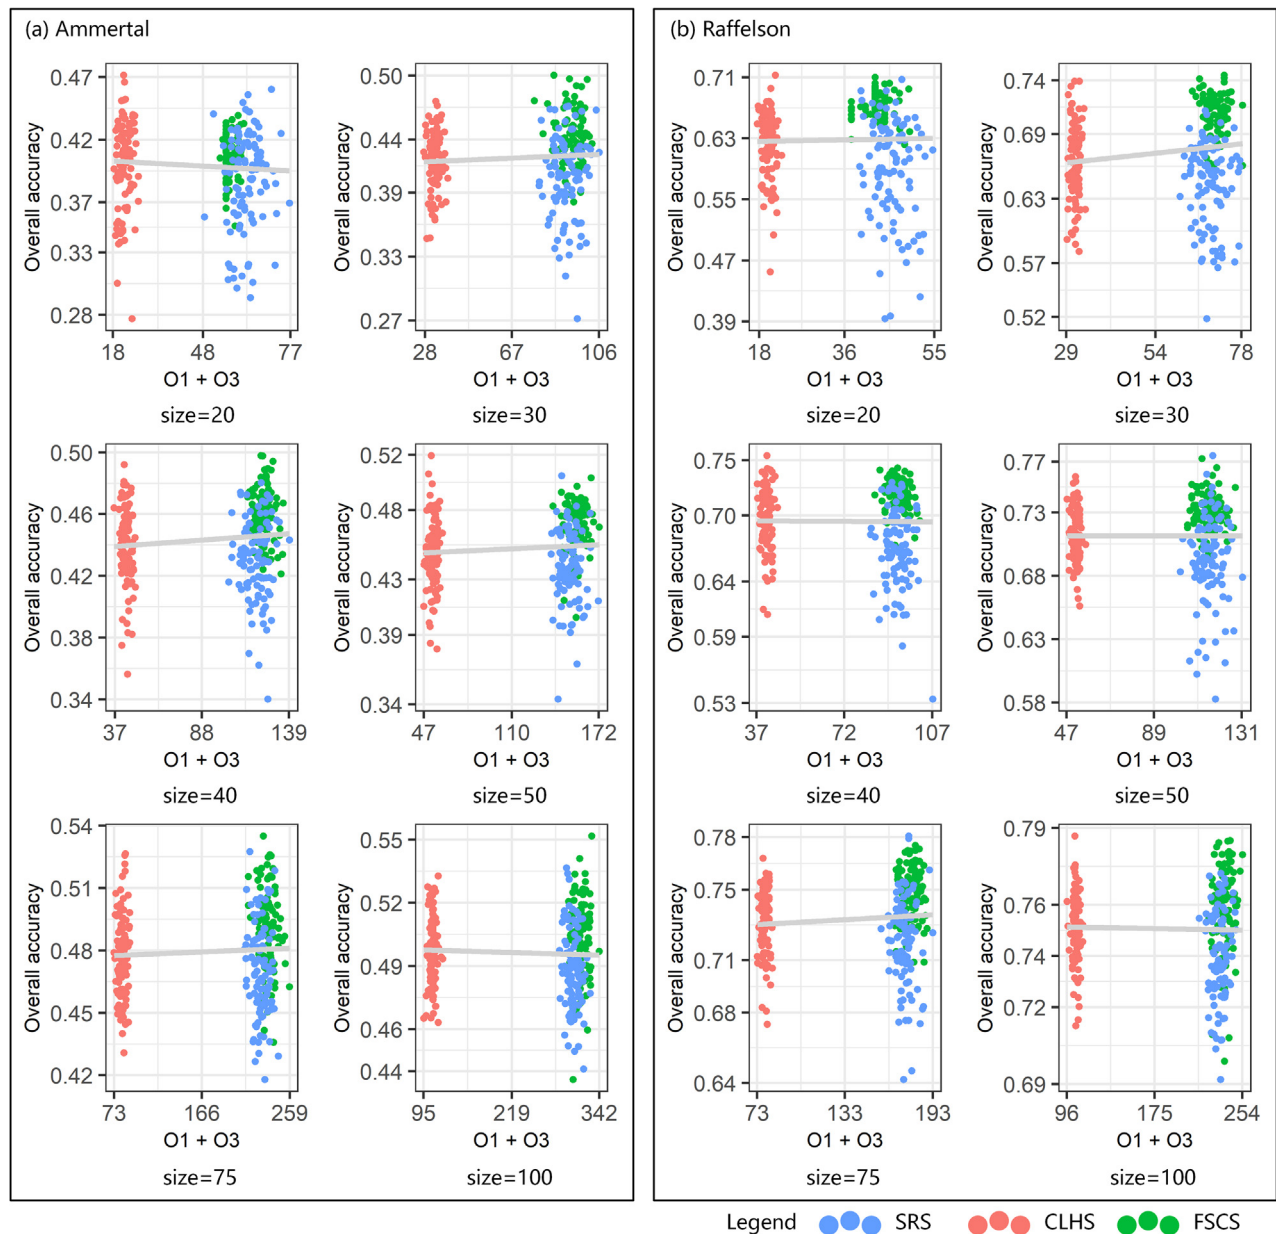 (a) Ammertal
(b) Raffelson
Overall accuracy
0.47
0.42
0.37
0.33
0.28
18 48 77
O1 + O3
size=20
Overall accuracy
0.50
0.44
0.39
0.33
0.27
28 67 106
O1 + O3
size=30
Overall accuracy
0.71
0.63
0.55
0.47
0.39
18 36 55
O1 + O3
size=20
Overall accuracy
0.74
0.69
0.63
0.57
0.52
29 54 78
O1 + O3
size=30
Overall accuracy
0.50
0.46
0.42
0.38
0.34
37 88 139
O1 + O3
size=40
Overall accuracy
0.52
0.48
0.43
0.39
0.34
47 110 172
O1 + O3
size=50
Overall accuracy
0.75
0.70
0.64
0.59
0.53
37 72 107
O1 + O3
size=40
Overall accuracy
0.77
0.73
0.68
0.63
0.58
47 89 131
O1 + O3
size=50
Overall accuracy
0.54
0.51
0.48
0.45
0.42
73 166 259
O1 + O3
size=75
Overall accuracy
0.55
0.52
0.49
0.46
0.44
95 219 342
O1 + O3
size=100
Overall accuracy
0.78
0.75
0.71
0.68
0.64
73 133 193
O1 + O3
size=75
Overall accuracy
0.79
0.76
0.74
0.72
0.69
96 175 254
O1 + O3
size=100
Legend SRS CLHS FSCS